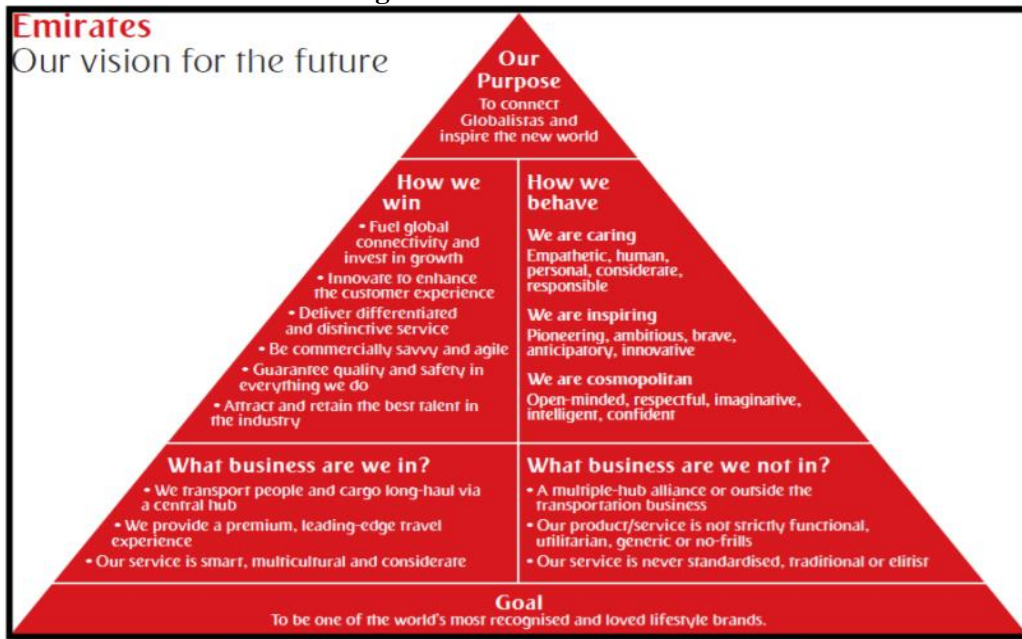 Emirates
Our vision for the future
Our
Purpose
To connect
Globalistas and
inspire the new world
How we
win
• Fuel global
connectivity and
invest in growth
• Innovate to enhance
the customer experience
• Deliver differentiated
and distinctive service
• Be commercially savvy and agile
• Guarantee quality and safety in
everything we do
• Attract and retain the best talent in
the industry
How we
behave
We are caring
Empathetic, human,
personal, considerate,
responsible
We are inspiring
Pioneering, ambitious, brave,
anticipatory, innovative
We are cosmopolitan
Open-minded, respectful, imaginative,
intelligent, confident
What business are we in?
• We transport people and cargo long-haul via
a central hub
• We provide a premium, leading-edge travel
experience
• Our service is smart, multicultural and considerate
What business are we not in?
• A multiple-hub alliance or outside the
transportation business
• Our product/service is not strictly functional,
utilitarian, generic or no-frills
• Our service is never standardised, traditional or elitist
Goal
To be one of the world's most recognised and loved lifestyle brands.